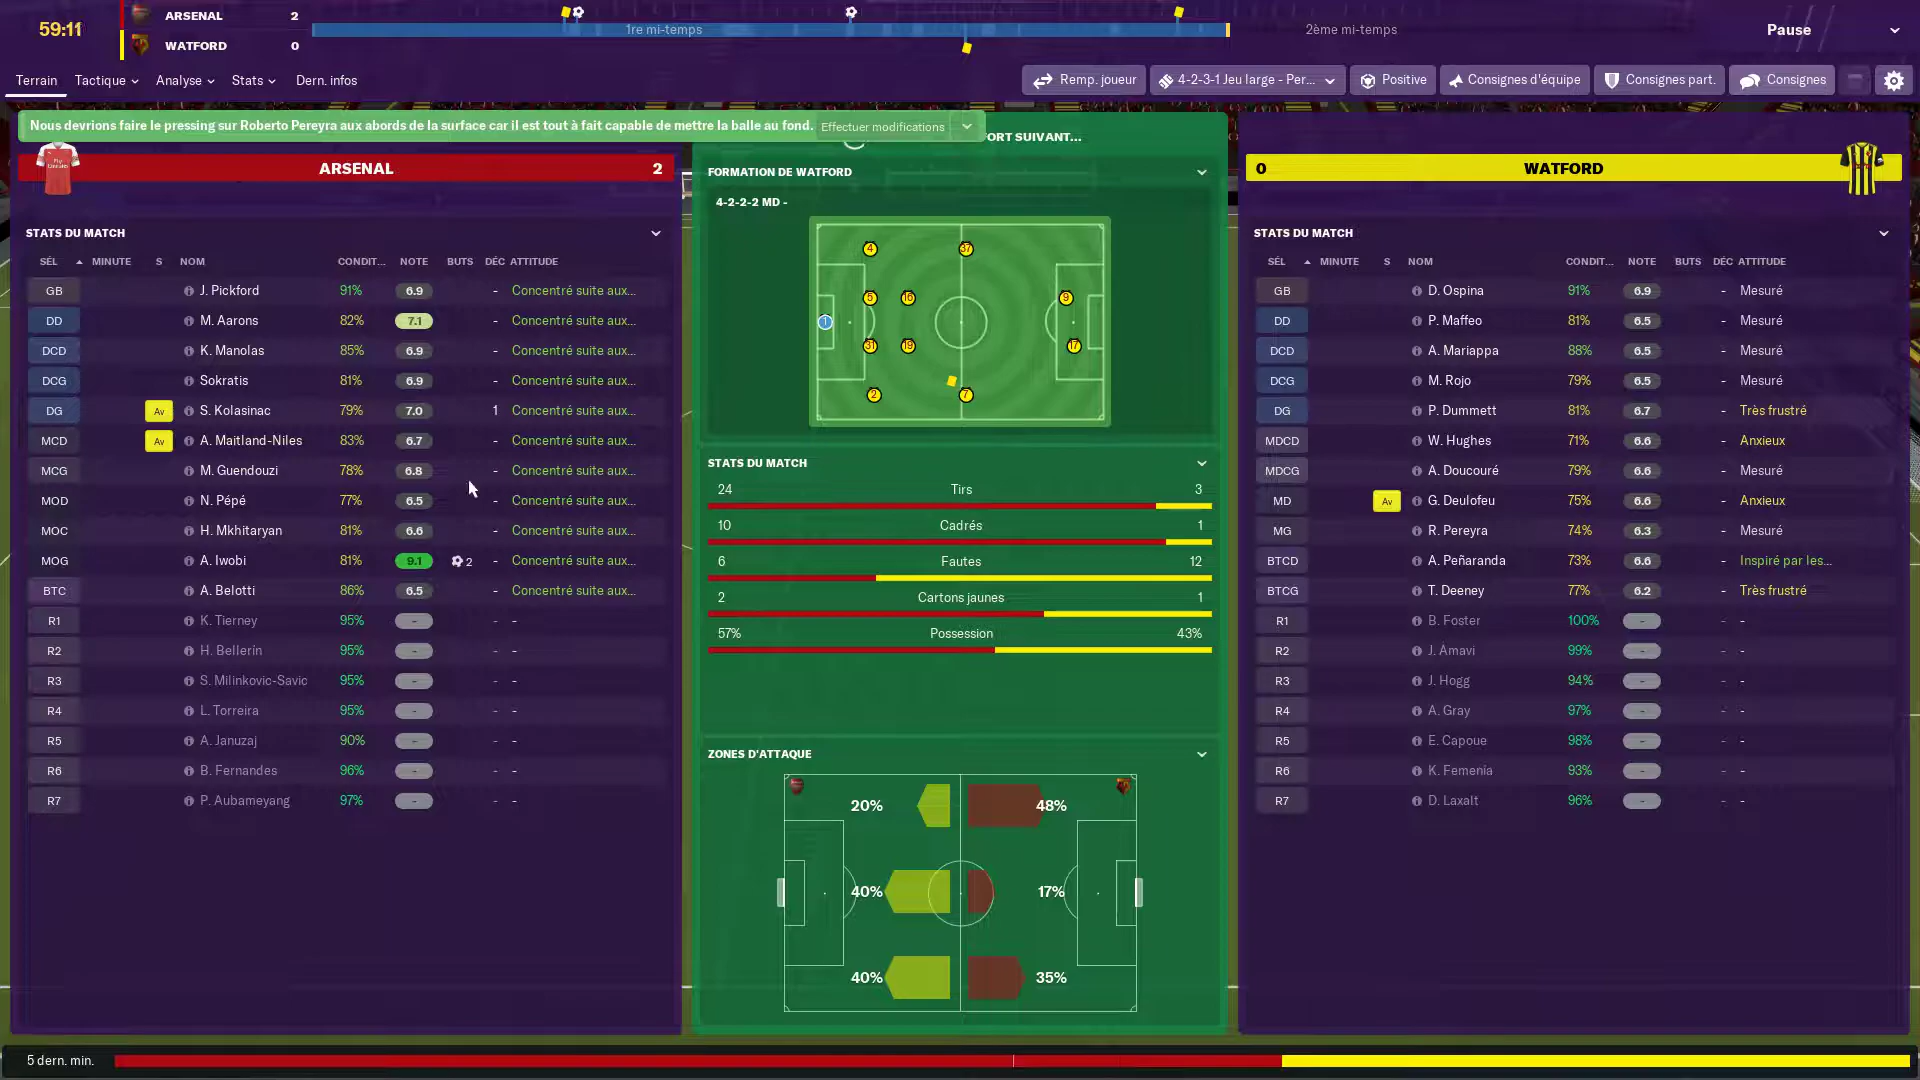 59:11
ARSENAL 2
WATFORD 0
1re mi-temps
2ème mi-temps
Pause
Terrain
Tactique
Analyse
Stats
Dern. infos
Remp. joueur
4-2-3-1 Jeu large - Per...
Positive
Consignes d'équipe
Consignes part.
Consignes
Nous devrions faire le pressing sur Roberto Pereyra aux abords de la surface car il est tout à fait capable de mettre la balle au fond.
Effectuer modifications
ORT SUIVANT...
ARSENAL 2
STATS DU MATCH
SÉL MINUTE S NOM CONDIT... NOTE BUTS DÉC ATTITUDE
GB J. Pickford 91% 6.9 - Concentré suite aux...
DD M. Aarons 82% 7.1 - Concentré suite aux...
DCD K. Manolas 85% 6.9 - Concentré suite aux...
DCG Sokratis 81% 6.9 - Concentré suite aux...
DG Av S. Kolasinac 79% 7.0 1 Concentré suite aux...
MCD Av A. Maitland-Niles 83% 6.7 - Concentré suite aux...
MCG M. Guendouzi 78% 6.8 - Concentré suite aux...
MOD N. Pépé 77% 6.5 - Concentré suite aux...
MOC H. Mkhitaryan 81% 6.6 - Concentré suite aux...
MOG A. Iwobi 81% 9.1 2 - Concentré suite aux...
BTC A. Belotti 86% 6.5 - Concentré suite aux...
R1 K. Tierney 95% - - -
R2 H. Bellerín 95% - - -
R3 S. Milinkovic-Savic 95% - - -
R4 L. Torreira 95% - - -
R5 A. Januzaj 90% - - -
R6 B. Fernandes 96% - - -
R7 P. Aubameyang 97% - - -
FORMATION DE WATFORD
4-2-2-2 MD -
4 37
5 16 9
1
31 19 17
2 7
STATS DU MATCH
24 Tirs 3
10 Cadrés 1
6 Fautes 12
2 Cartons jaunes 1
57% Possession 43%
ZONES D'ATTAQUE
20% 48%
40% 17%
40% 35%
0 WATFORD
STATS DU MATCH
SÉL MINUTE S NOM CONDIT... NOTE BUTS DÉC ATTITUDE
GB D. Ospina 91% 6.9 - Mesuré
DD P. Maffeo 81% 6.5 - Mesuré
DCD A. Mariappa 88% 6.5 - Mesuré
DCG M. Rojo 79% 6.5 - Mesuré
DG P. Dummett 81% 6.7 - Très frustré
MDCD W. Hughes 71% 6.6 - Anxieux
MDCG A. Doucouré 79% 6.6 - Mesuré
MD Av G. Deulofeu 75% 6.6 - Anxieux
MG R. Pereyra 74% 6.3 - Mesuré
BTCD A. Peñaranda 73% 6.6 - Inspiré par les...
BTCG T. Deeney 77% 6.2 - Très frustré
R1 B. Foster 100% - - -
R2 J. Amavi 99% - - -
R3 J. Hogg 94% - - -
R4 A. Gray 97% - - -
R5 E. Capoue 98% - - -
R6 K. Femenía 93% - - -
R7 D. Laxalt 96% - - -
5 dern. min.